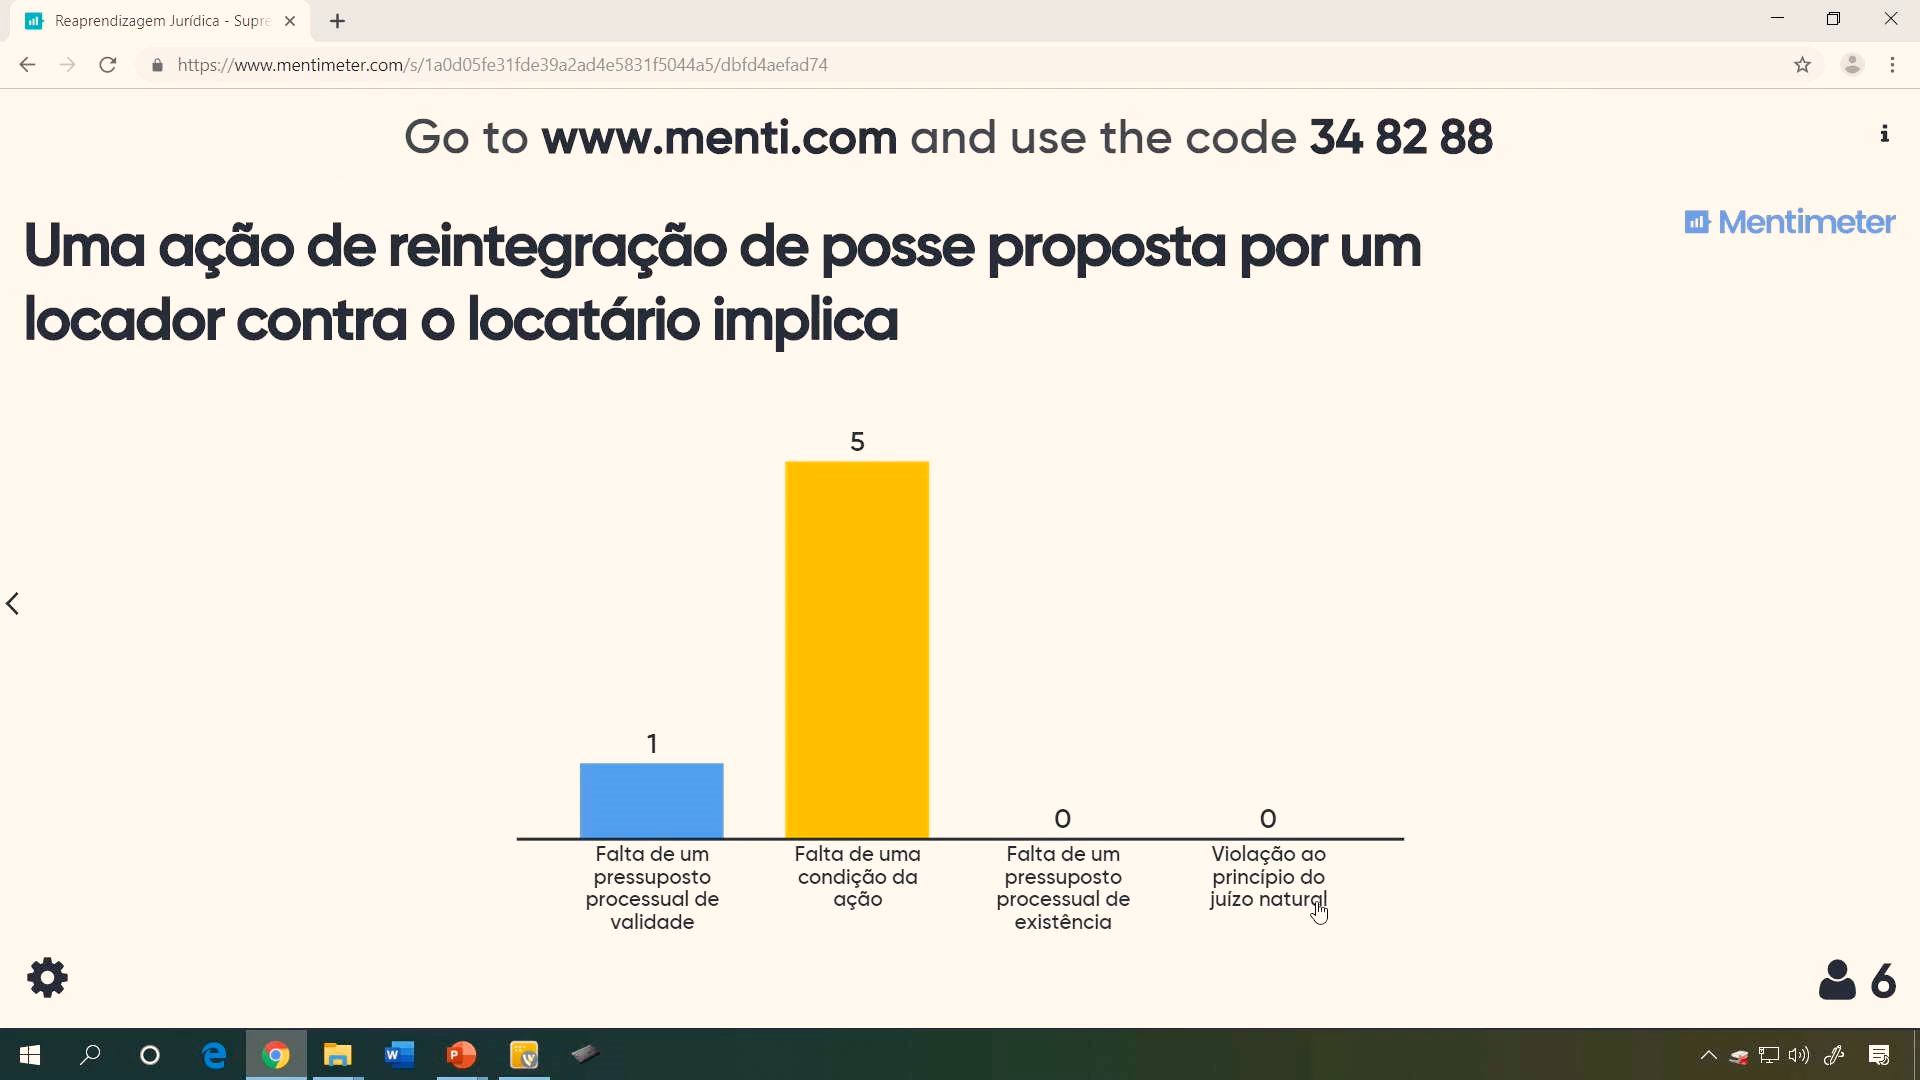 Reaprendizagem Jurídica - Supre
https://www.mentimeter.com/s/1a0d05fe31fde39a2ad4e5831f5044a5/dbfd4aefad74
Go to www.menti.com and use the code 34 82 88
Mentimeter
Uma ação de reintegração de posse proposta por um
locador contra o locatário implica
5
1
0
0
Falta de um
pressuposto
processual de
validade
Falta de uma
condição da
ação
Falta de um
pressuposto
processual de
existência
Violação ao
princípio do
juízo natural
6